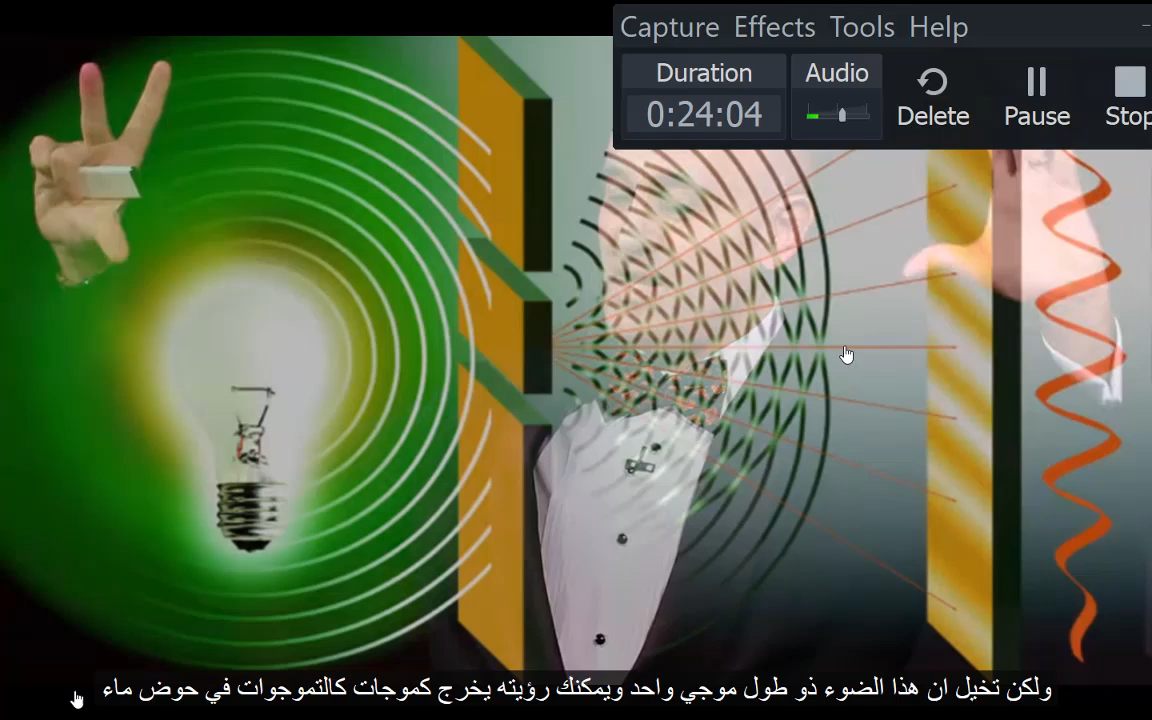 Capture Effects Tools Help
Duration
Audio
0:24:04
Delete
Pause
Stop
ولكن تخيل ان هذا الضوء ذو طول موجي واحد ويمكنك رؤيته يخرج كموجات كالتموجوات في حوض ماء